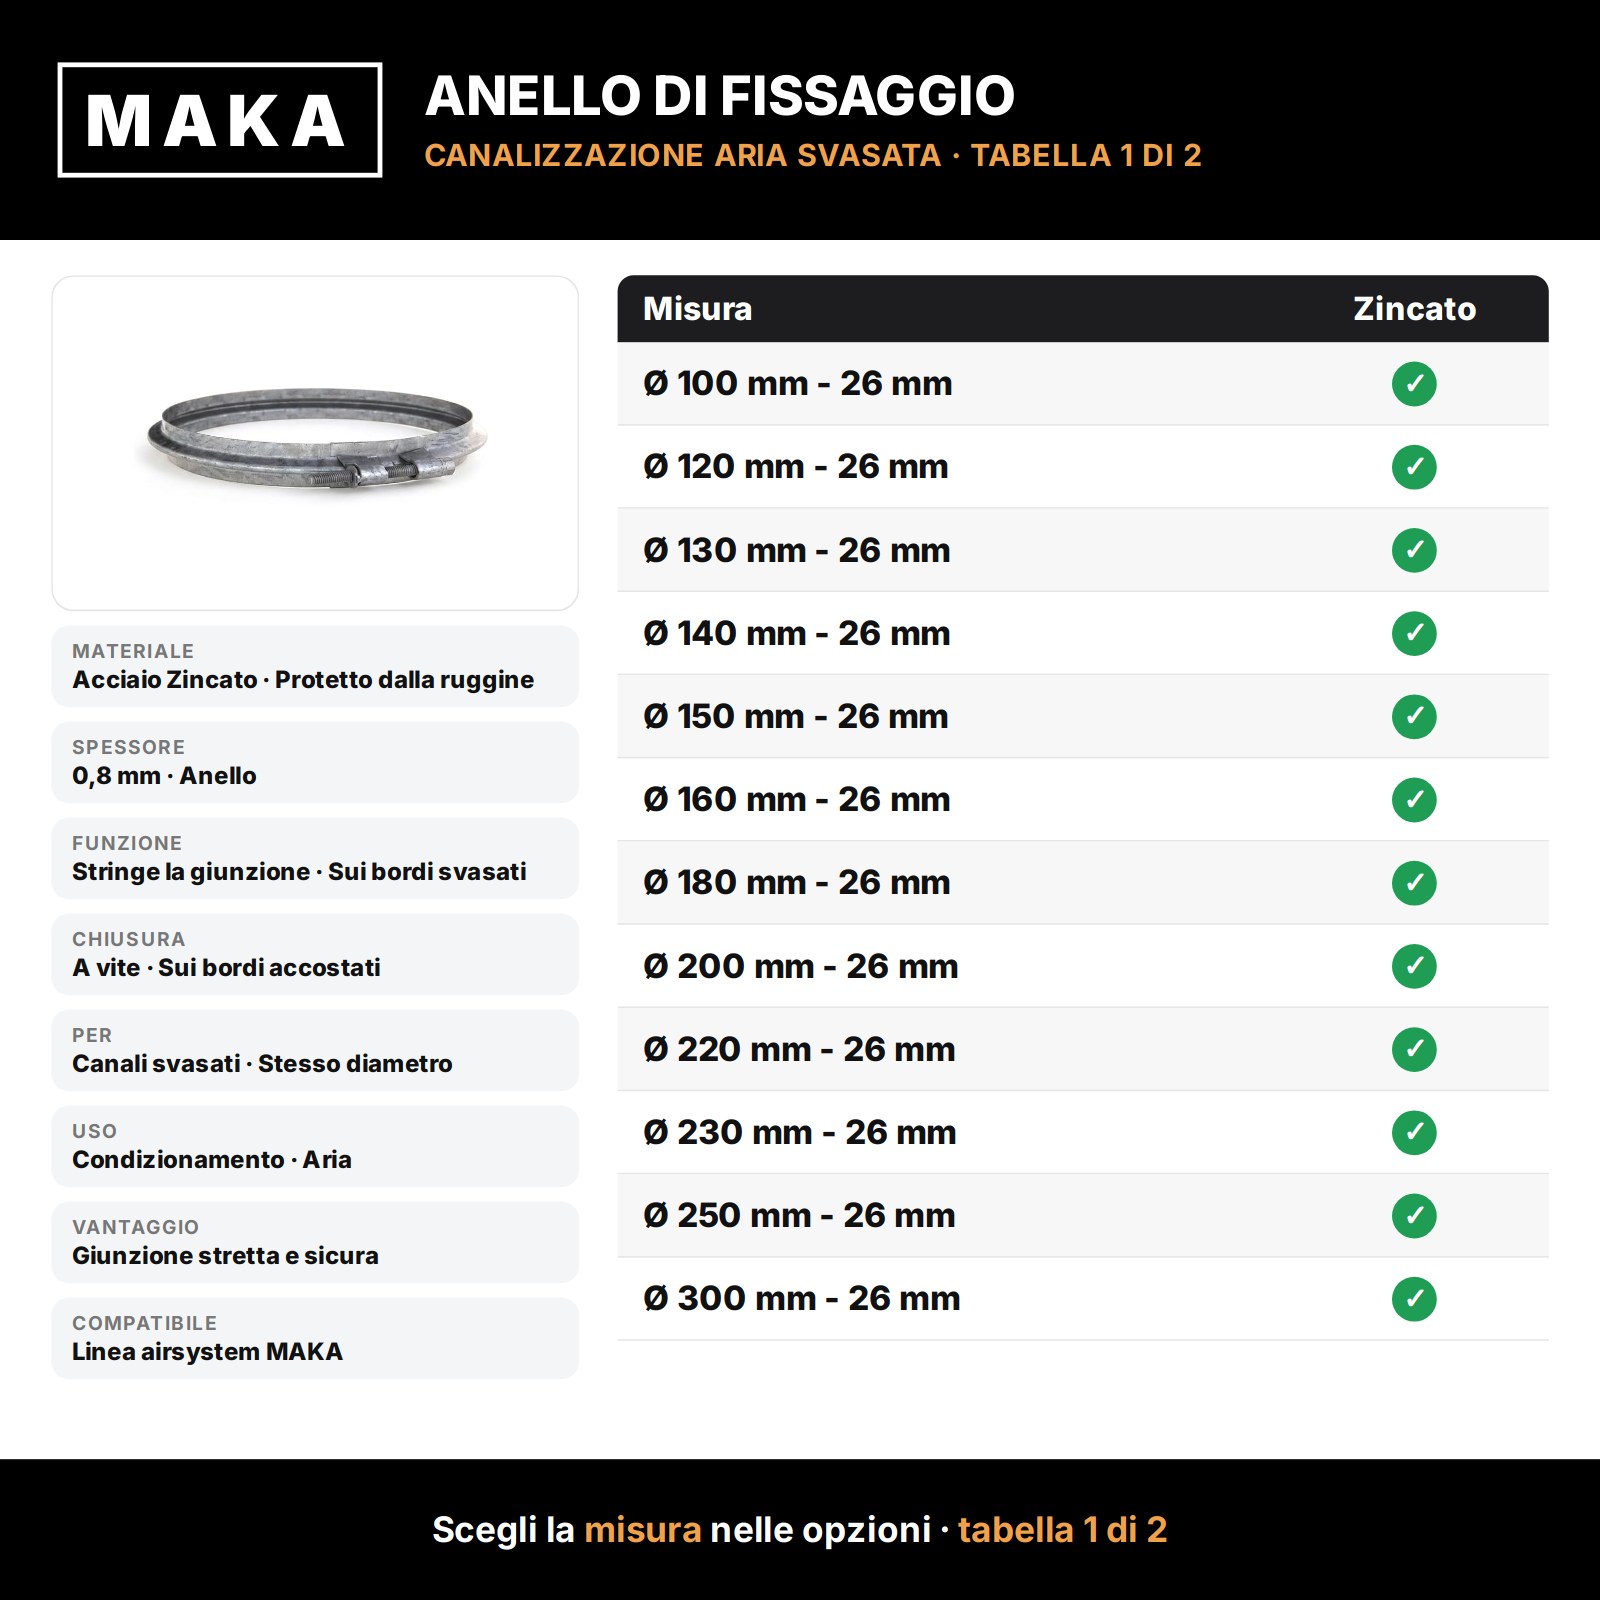 MAKA
ANELLO DI FISSAGGIO
CANALIZZAZIONE ARIA SVASATA · TABELLA 1 DI 2
MATERIALE
Acciaio Zincato · Protetto dalla ruggine
SPESSORE
0,8 mm · Anello
FUNZIONE
Stringe la giunzione · Sui bordi svasati
CHIUSURA
A vite · Sui bordi accostati
PER
Canali svasati · Stesso diametro
USO
Condizionamento · Aria
VANTAGGIO
Giunzione stretta e sicura
COMPATIBILE
Linea airsystem MAKA
Misura Zincato
Ø 100 mm - 26 mm ✓
Ø 120 mm - 26 mm ✓
Ø 130 mm - 26 mm ✓
Ø 140 mm - 26 mm ✓
Ø 150 mm - 26 mm ✓
Ø 160 mm - 26 mm ✓
Ø 180 mm - 26 mm ✓
Ø 200 mm - 26 mm ✓
Ø 220 mm - 26 mm ✓
Ø 230 mm - 26 mm ✓
Ø 250 mm - 26 mm ✓
Ø 300 mm - 26 mm ✓
Scegli la misura nelle opzioni · tabella 1 di 2